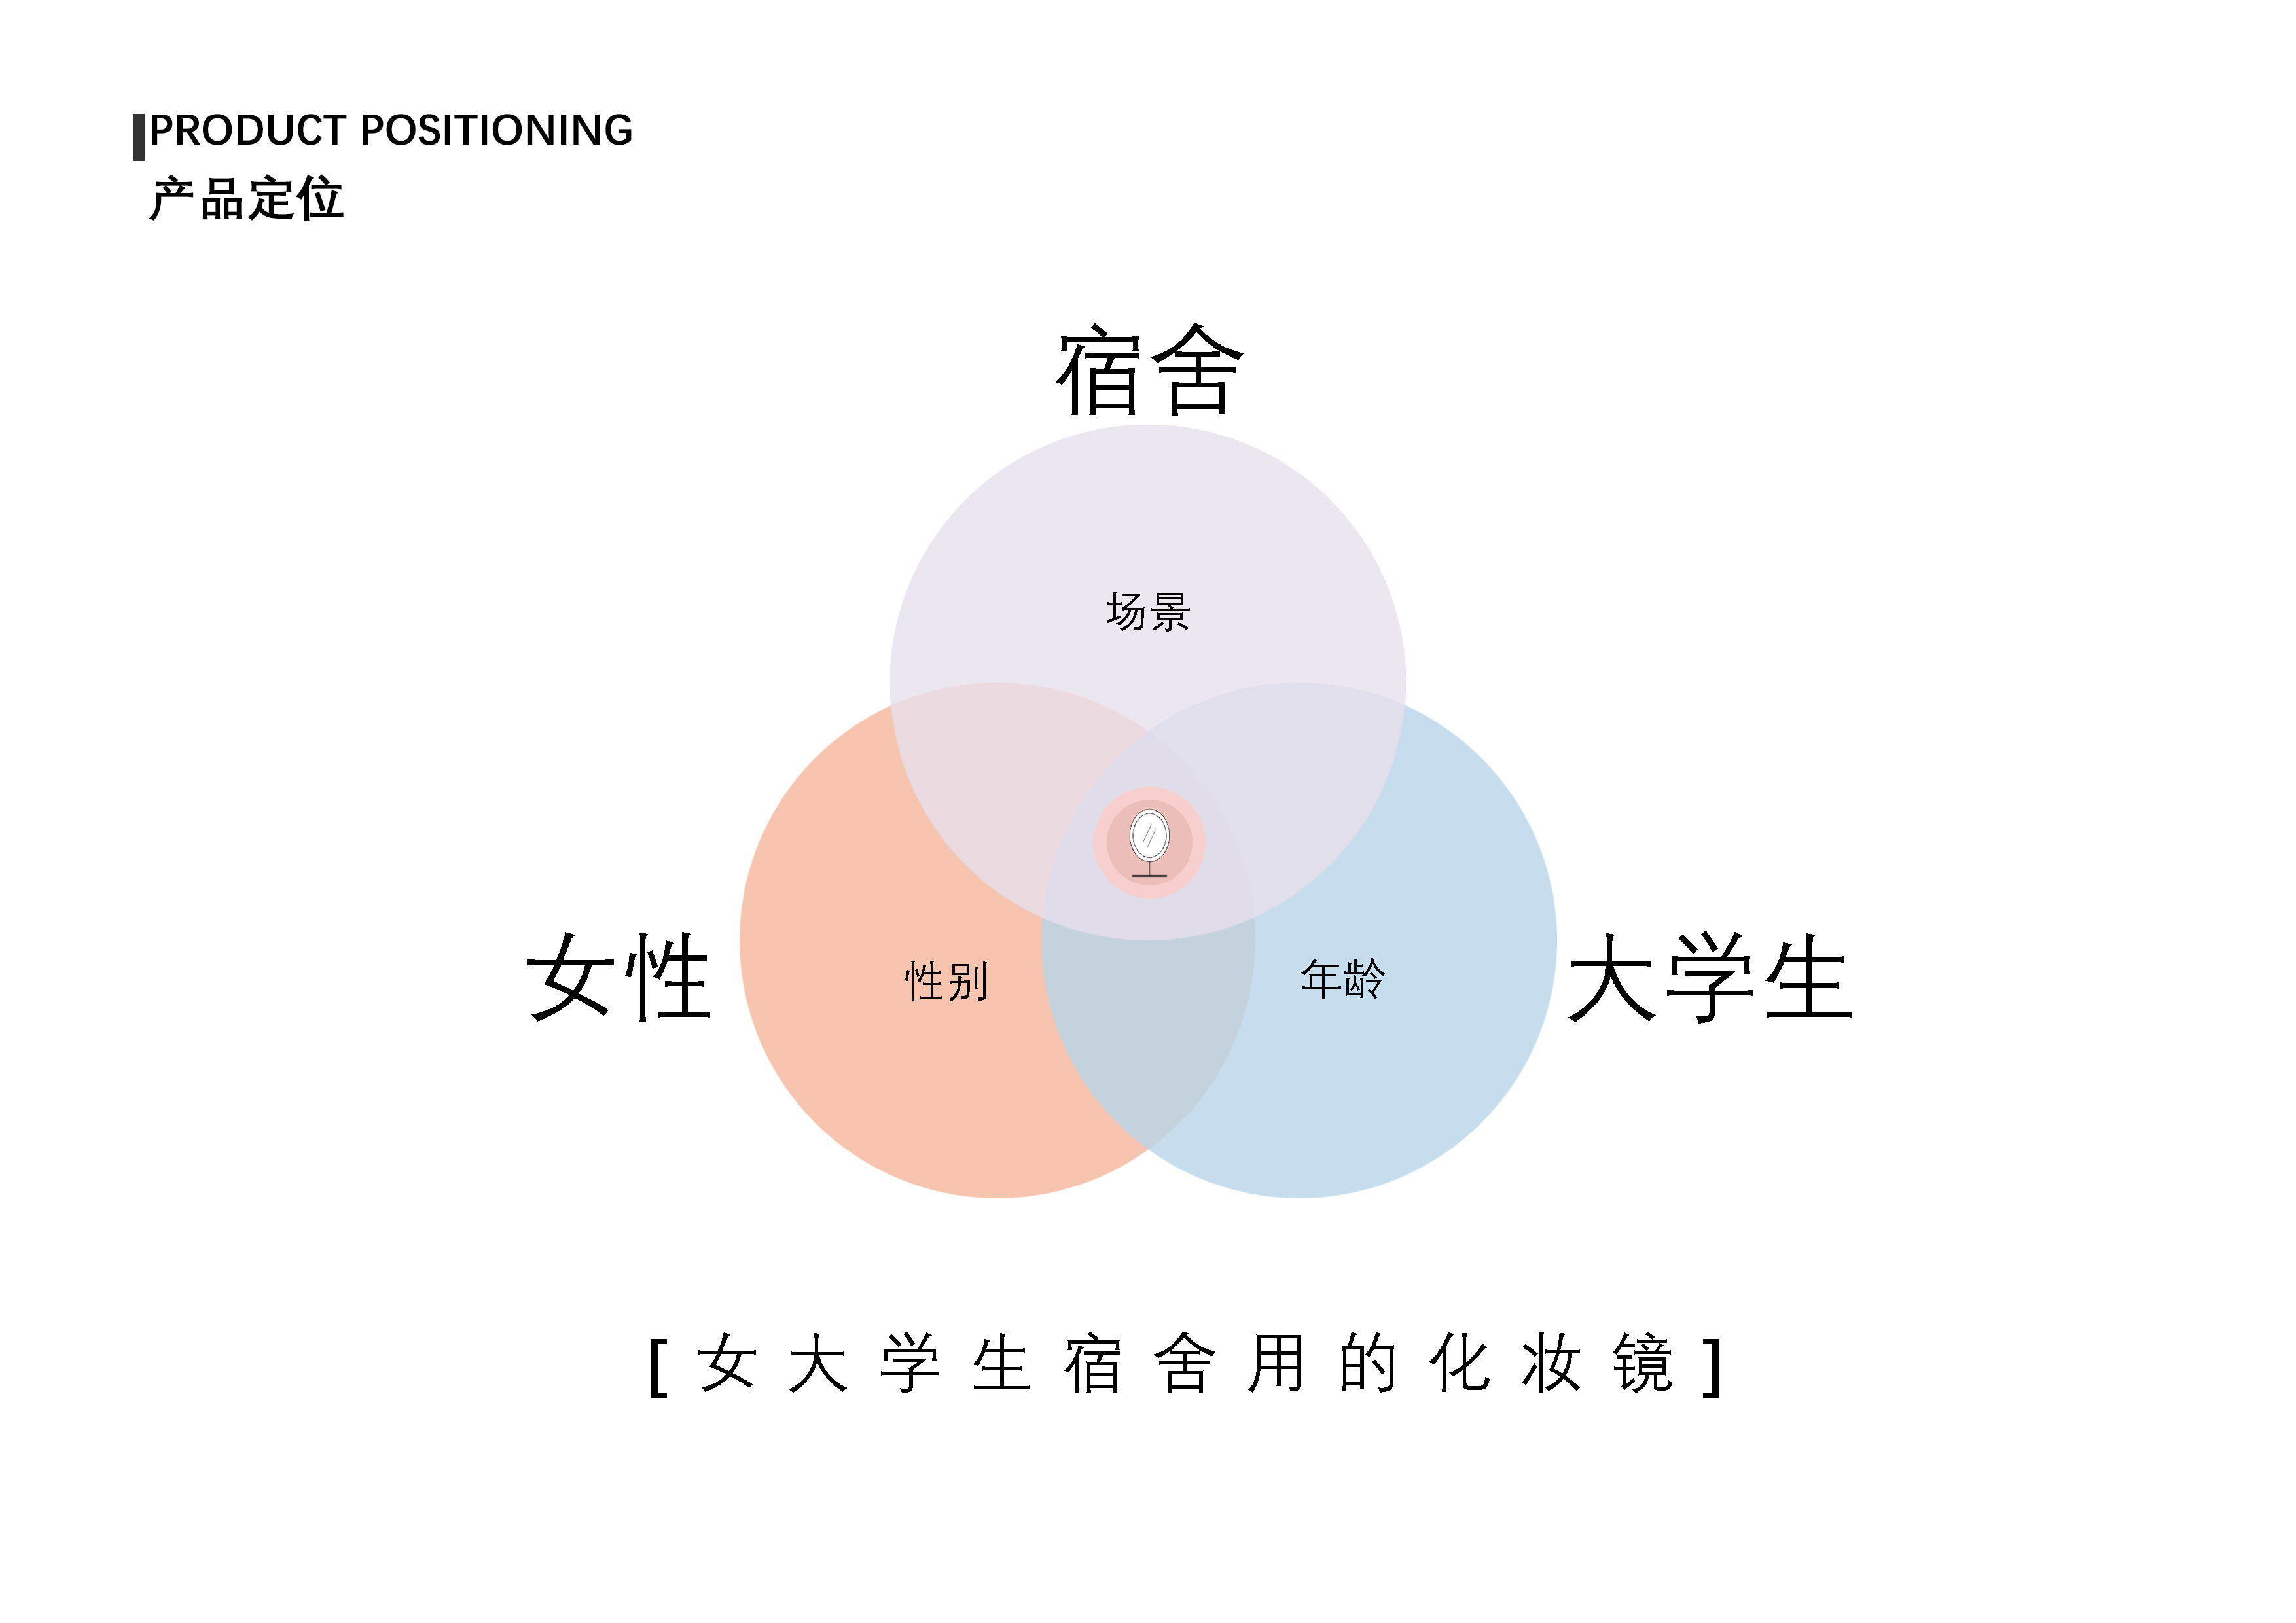 PRODUCT POSITIONING
产品定位
宿舍
场景
女性
性别
年龄
大学生
[女大学生宿舍用的化妆镜]